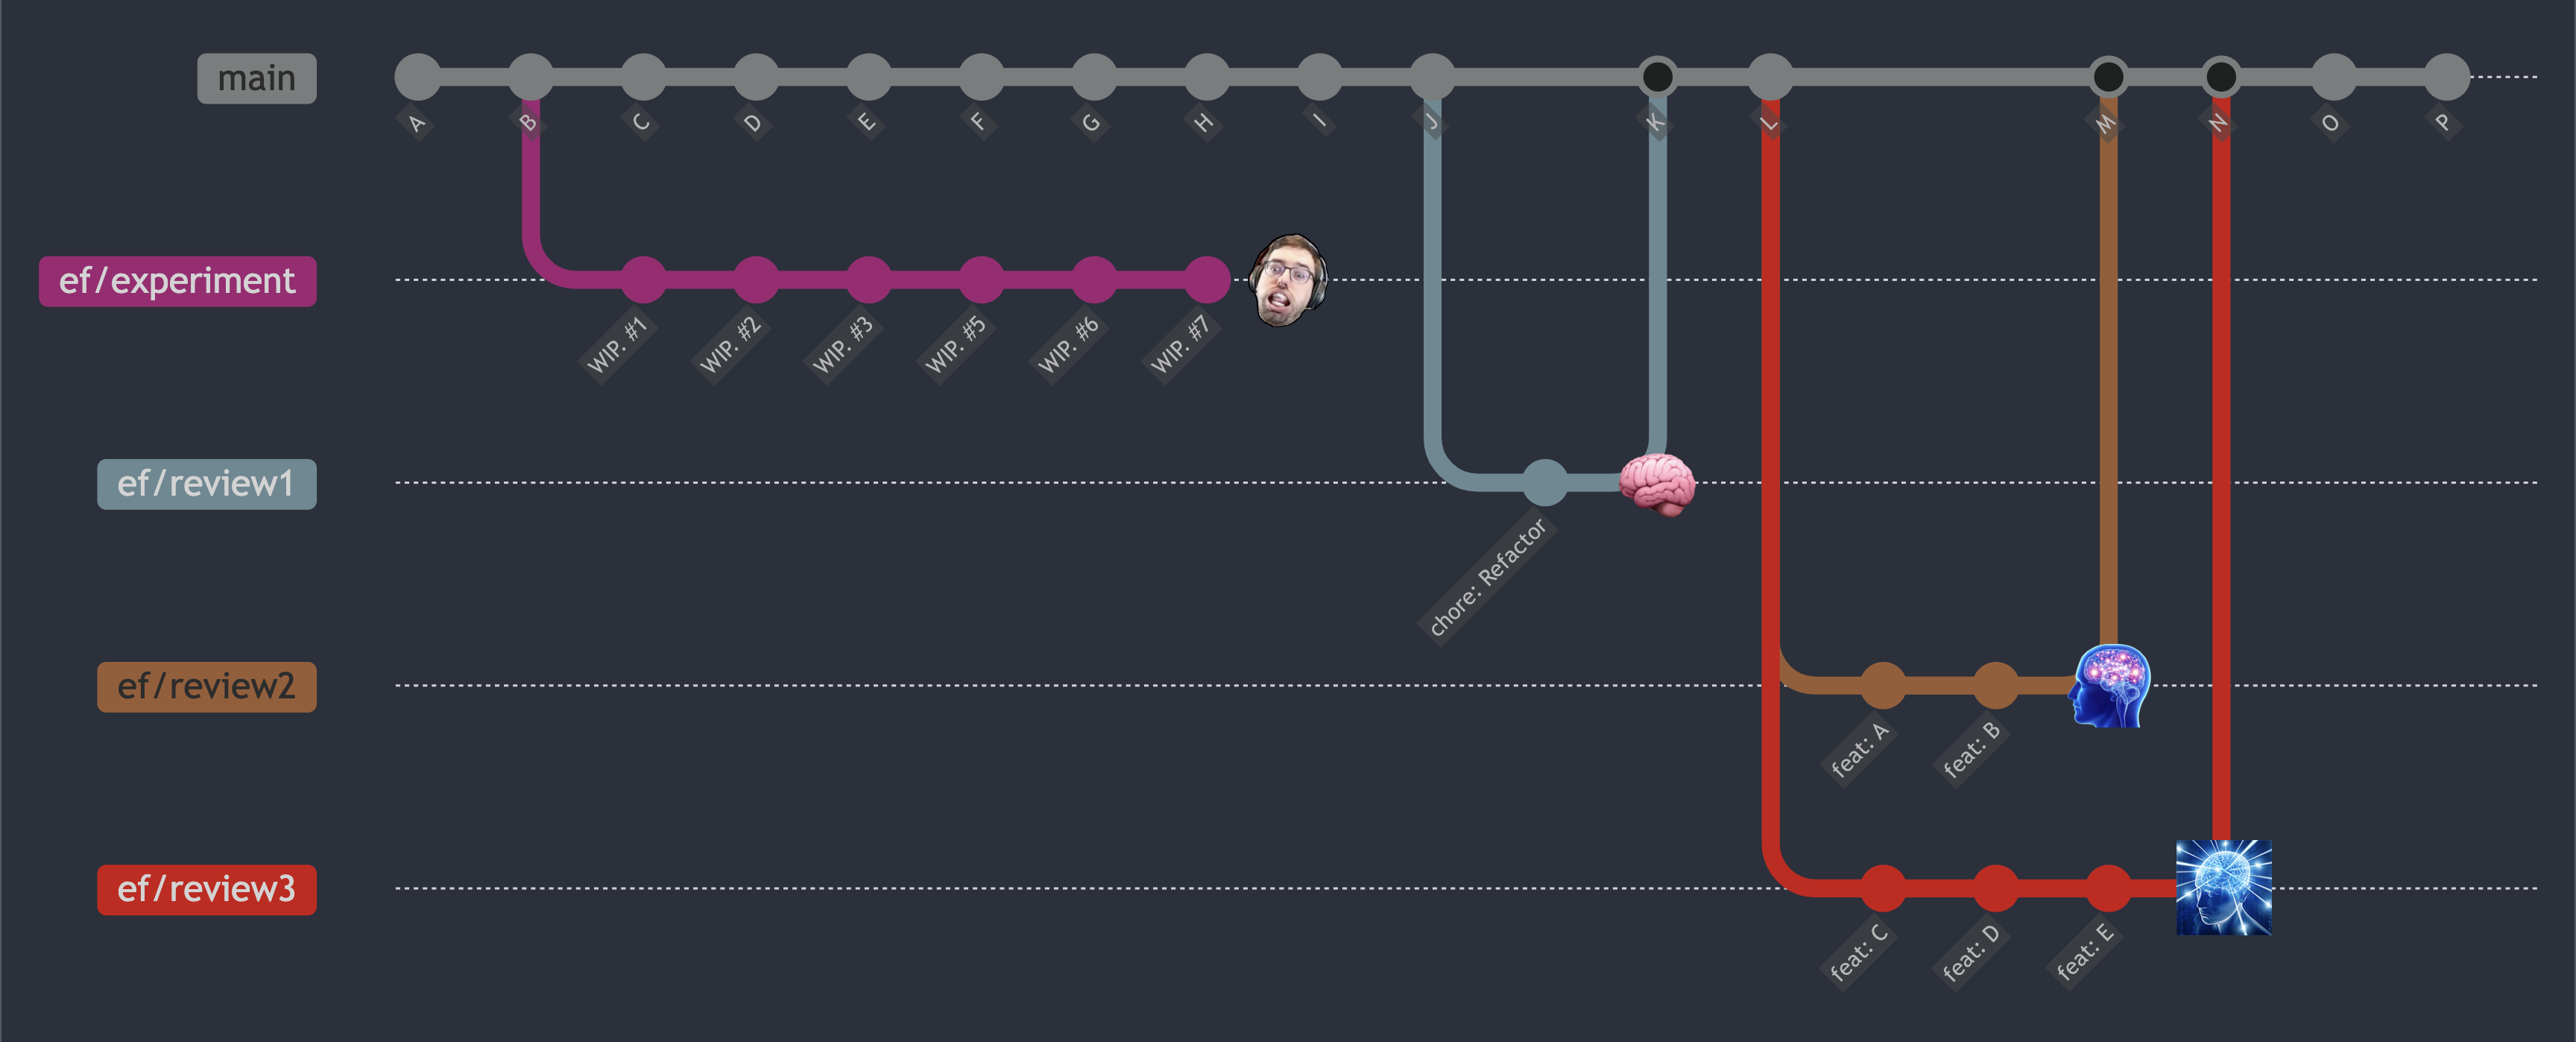 main
A
B
C
D
E
F
G
H
I
J
K
L
M
N
O
P
ef/experiment
WIP. #1
WIP. #2
WIP. #3
WIP. #5
WIP. #6
WIP. #7
ef/review1
chore: Refactor
ef/review2
feat: A
feat: B
ef/review3
feat: C
feat: D
feat: E